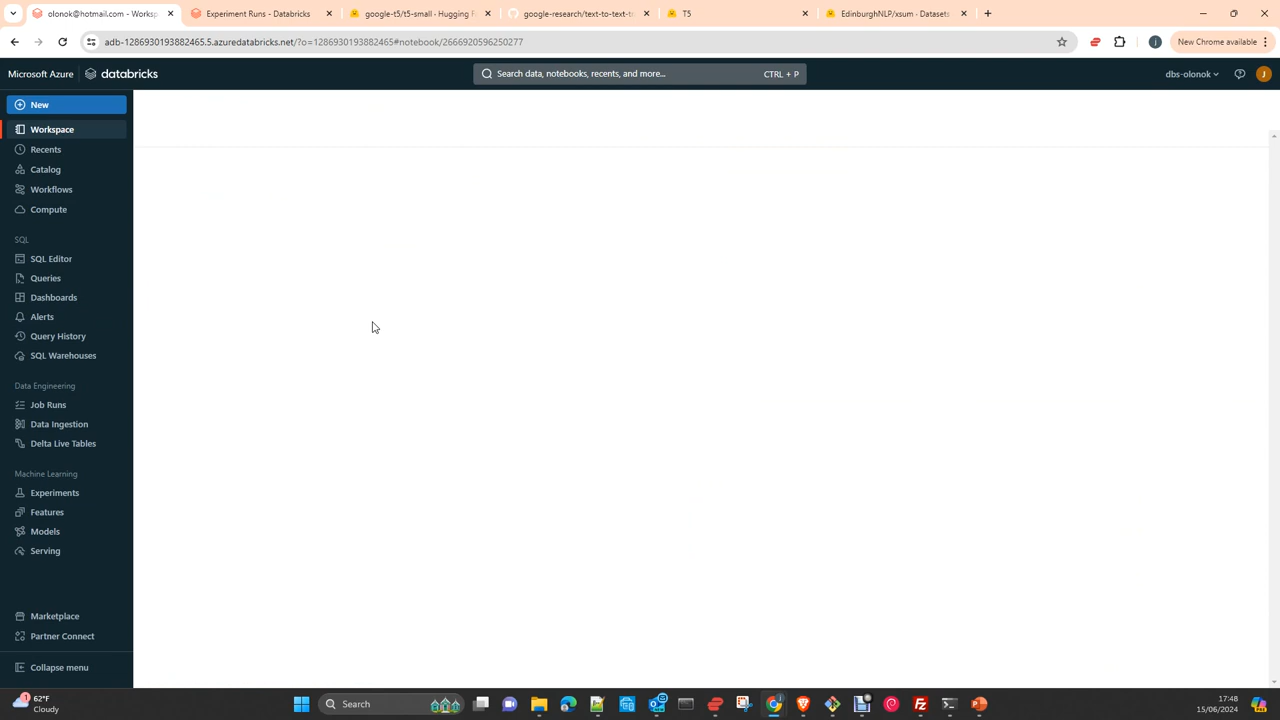 olonok@hotmail.com - Worksp
Experiment Runs - Databricks
google-t5/t5-small - Hugging F
google-research/text-to-text-t
T5
EdinburghNLP/xsum · Datasets
adb-1286930193882465.5.azuredatabricks.net/?o=1286930193882465#notebook/2666920596250277
New Chrome available
Microsoft Azure
databricks
Search data, notebooks, recents, and more...
CTRL + P
dbs-olonok
J
New
Workspace
Recents
Catalog
Workflows
Compute
SQL
SQL Editor
Queries
Dashboards
Alerts
Query History
SQL Warehouses
Data Engineering
Job Runs
Data Ingestion
Delta Live Tables
Machine Learning
Experiments
Features
Models
Serving
Marketplace
Partner Connect
Collapse menu
1
62°F
Cloudy
Search
17:48
15/06/2024